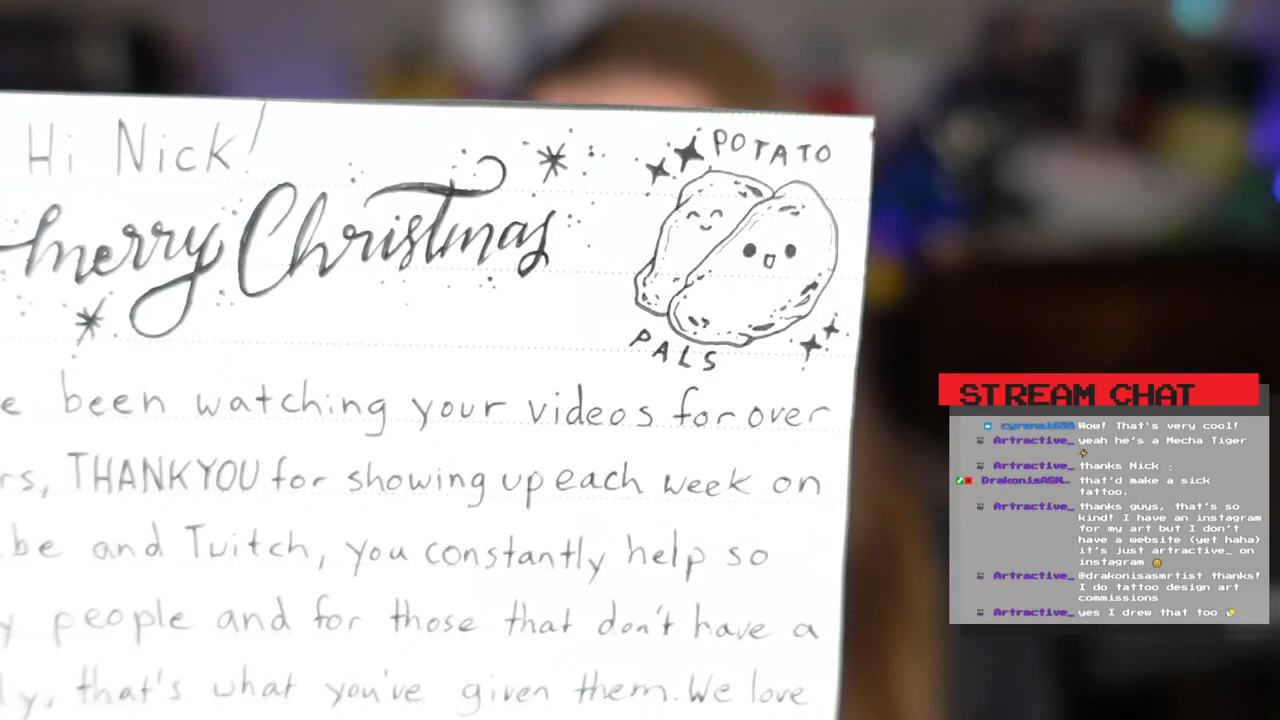 Hi Nick!
merry Christmas
POTATO
PALS
e been watching your videos for over
rs, THANKYOU for showing up each week on
be and Twitch, you constantly help so
y people and for those that don't have a
ly, that's what you've given them. We love
STREAM CHAT
cyrena1688 Wow! That's very cool!
Artractive_ yeah he's a Mecha Tiger
Artractive_ thanks Nick :
DrakonisASM… that'd make a sick
tattoo.
Artractive_ thanks guys, that's so
kind! I have an instagram
for my art but I don't
have a website (yet haha)
it's just artractive_ on
instagram
Artractive_ @drakonisasmrtist thanks!
I do tattoo design art
commissions
Artractive_ yes I drew that too